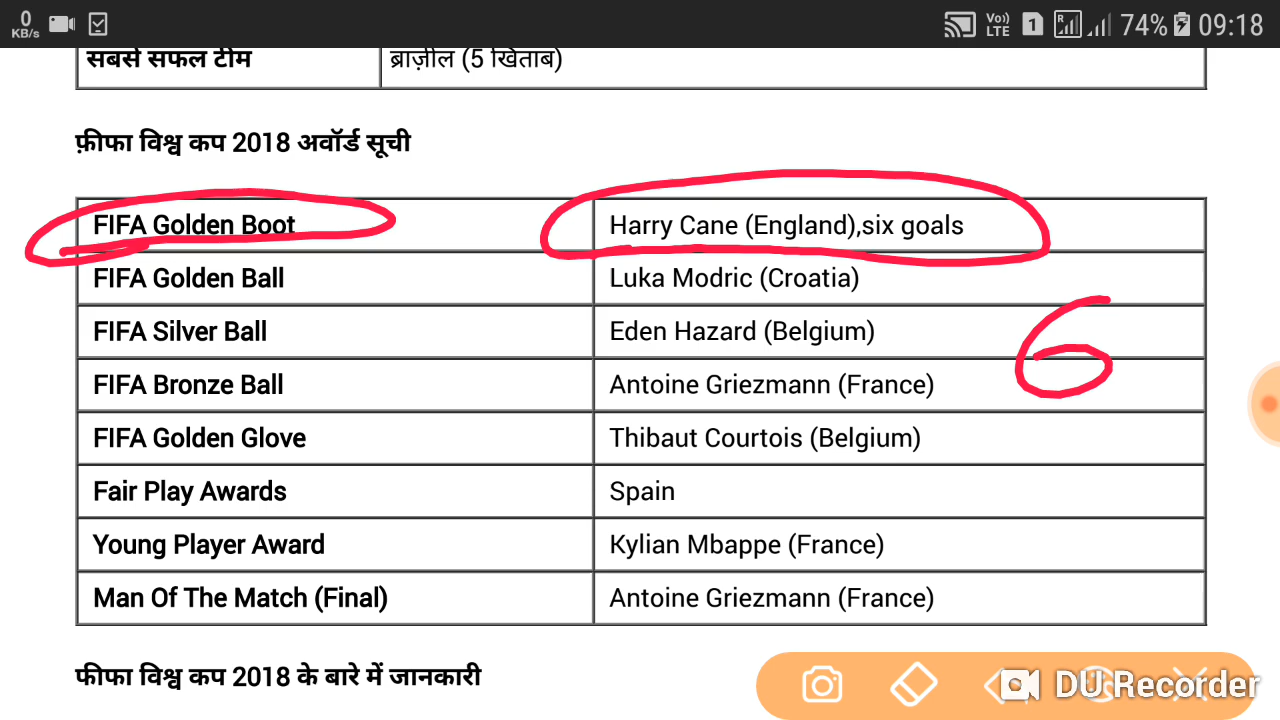 0
KB/s
Vo))
LTE
1
R
74%
09:18
सबसे सफल टीम ब्राज़ील (5 खिताब)
फ़ीफा विश्व कप 2018 अवॉर्ड सूची
FIFA Golden Boot Harry Cane (England),six goals
FIFA Golden Ball Luka Modric (Croatia)
FIFA Silver Ball Eden Hazard (Belgium)
6
FIFA Bronze Ball Antoine Griezmann (France)
FIFA Golden Glove Thibaut Courtois (Belgium)
Fair Play Awards Spain
Young Player Award Kylian Mbappe (France)
Man Of The Match (Final) Antoine Griezmann (France)
फीफा विश्व कप 2018 के बारे में जानकारी
DU Recorder